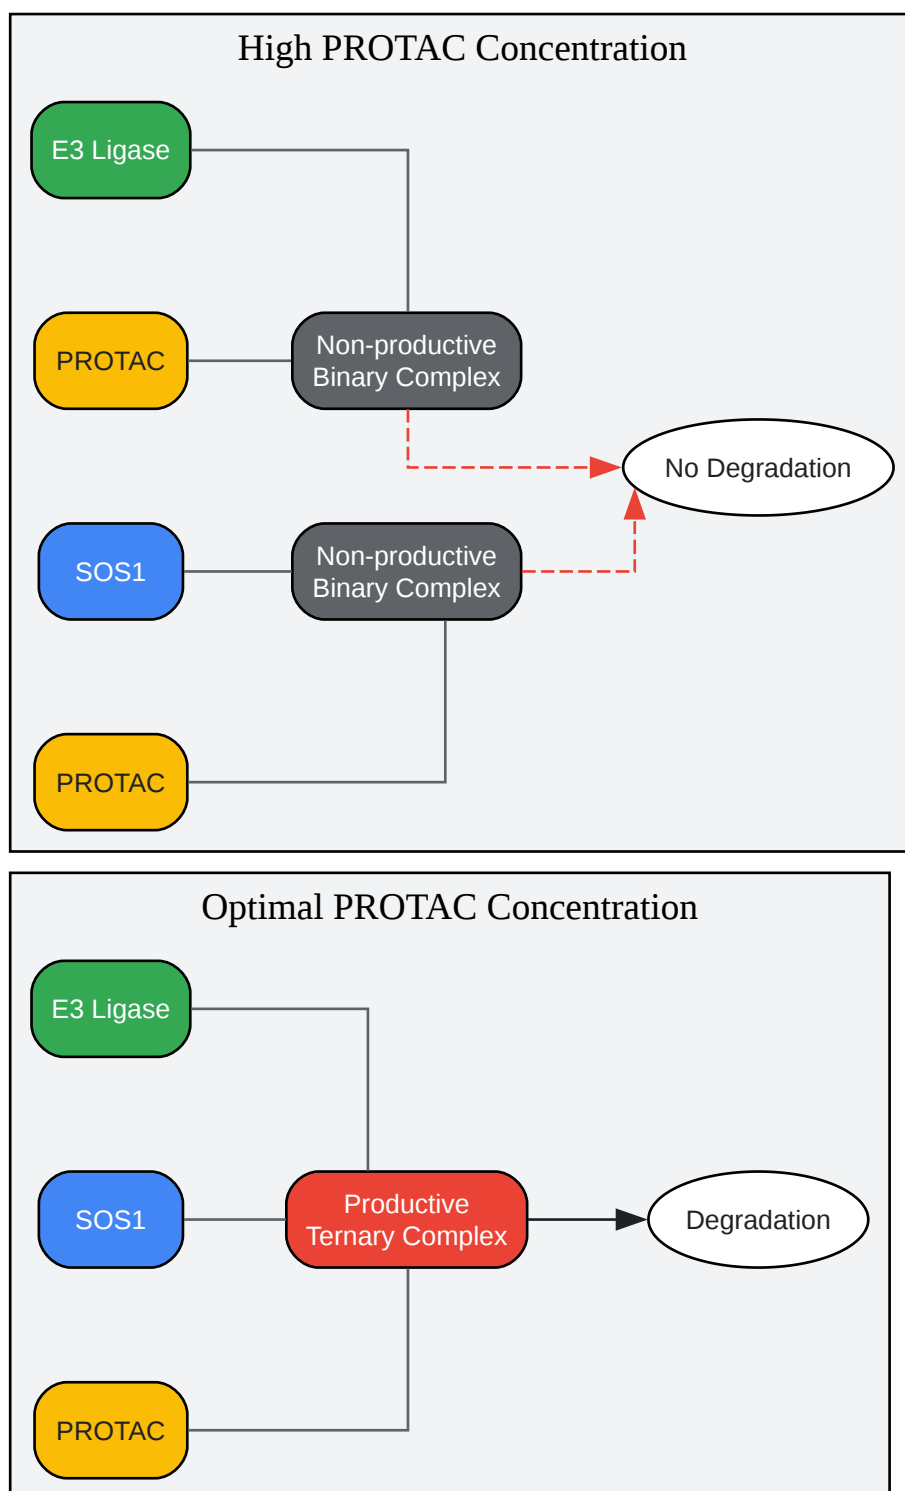 High PROTAC Concentration
E3 Ligase
PROTAC
Non-productive
Binary Complex
No Degradation
SOS1
Non-productive
Binary Complex
PROTAC
Optimal PROTAC Concentration
E3 Ligase
SOS1
Productive
Ternary Complex
Degradation
PROTAC